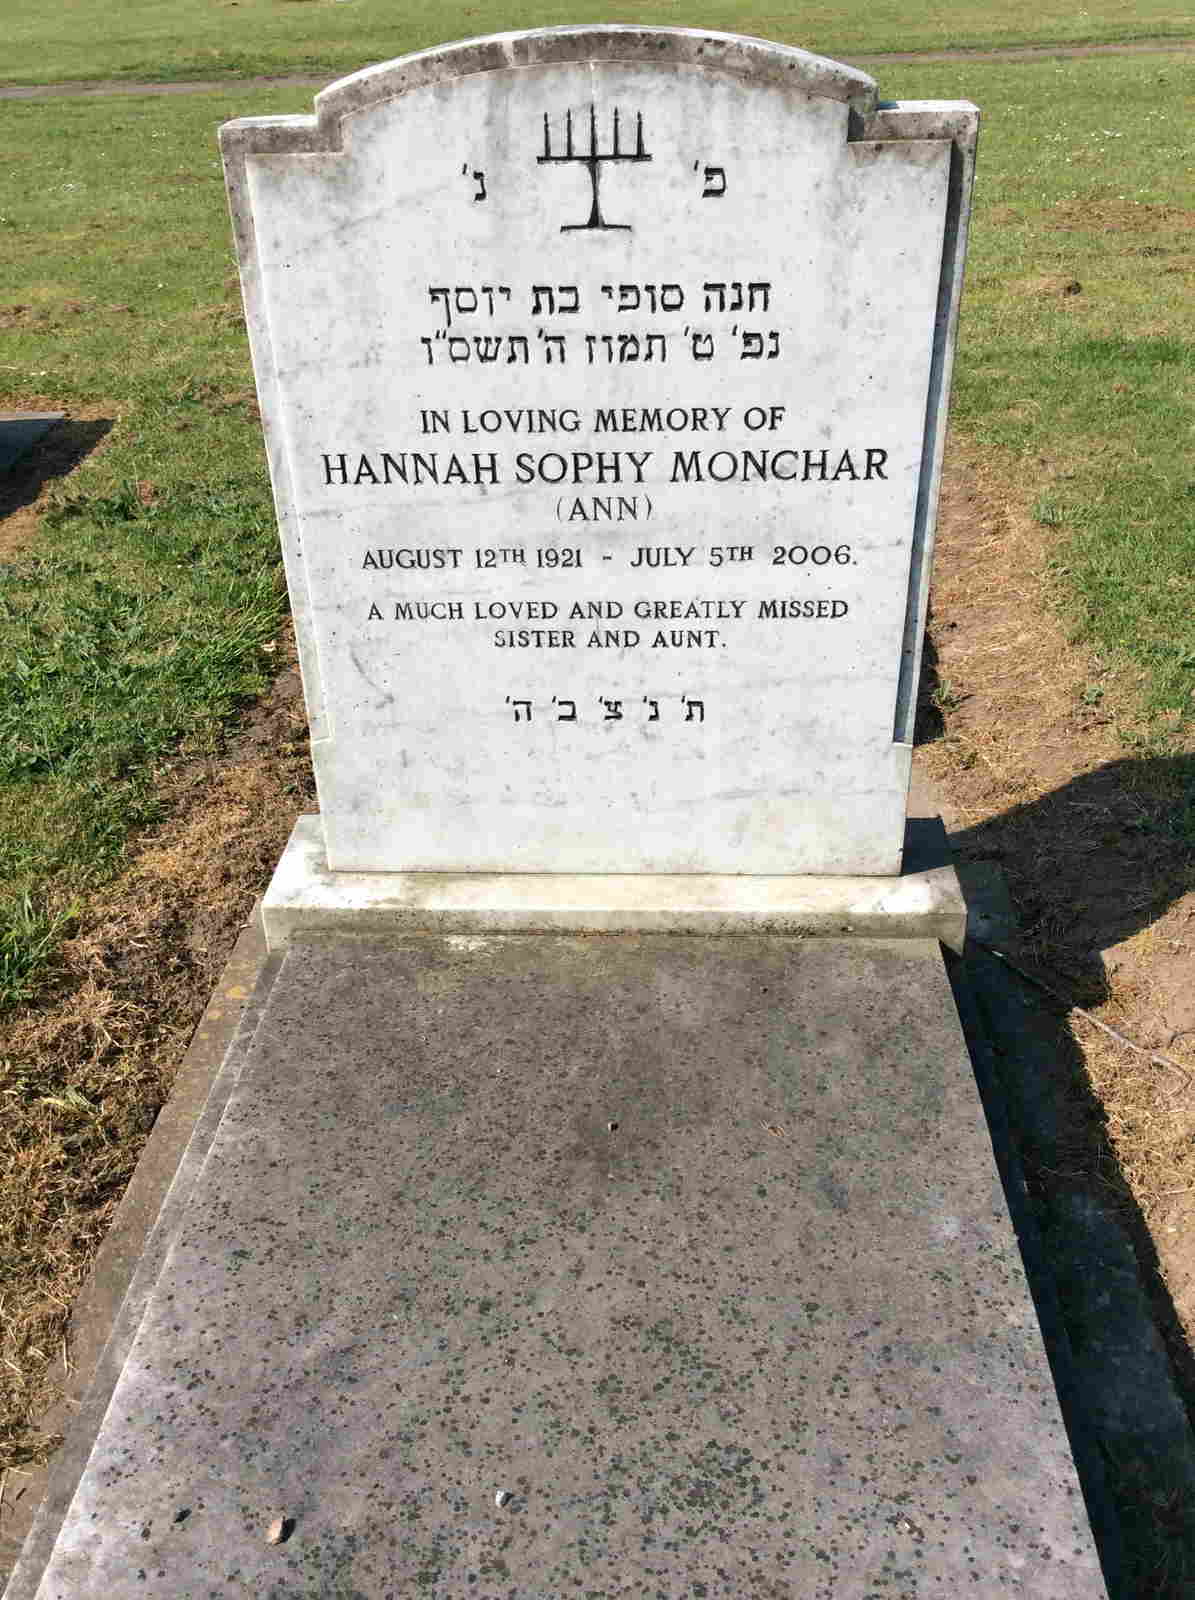 פ' נ'
חנה סופי בת יוסף
נפ' ט' תמוז ה'תשס"ו
IN LOVING MEMORY OF
HANNAH SOPHY MONCHAR
(ANN)
AUGUST 12TH 1921 - JULY 5TH 2006.
A MUCH LOVED AND GREATLY MISSED
SISTER AND AUNT.
ת' נ' צ' ב' ה'